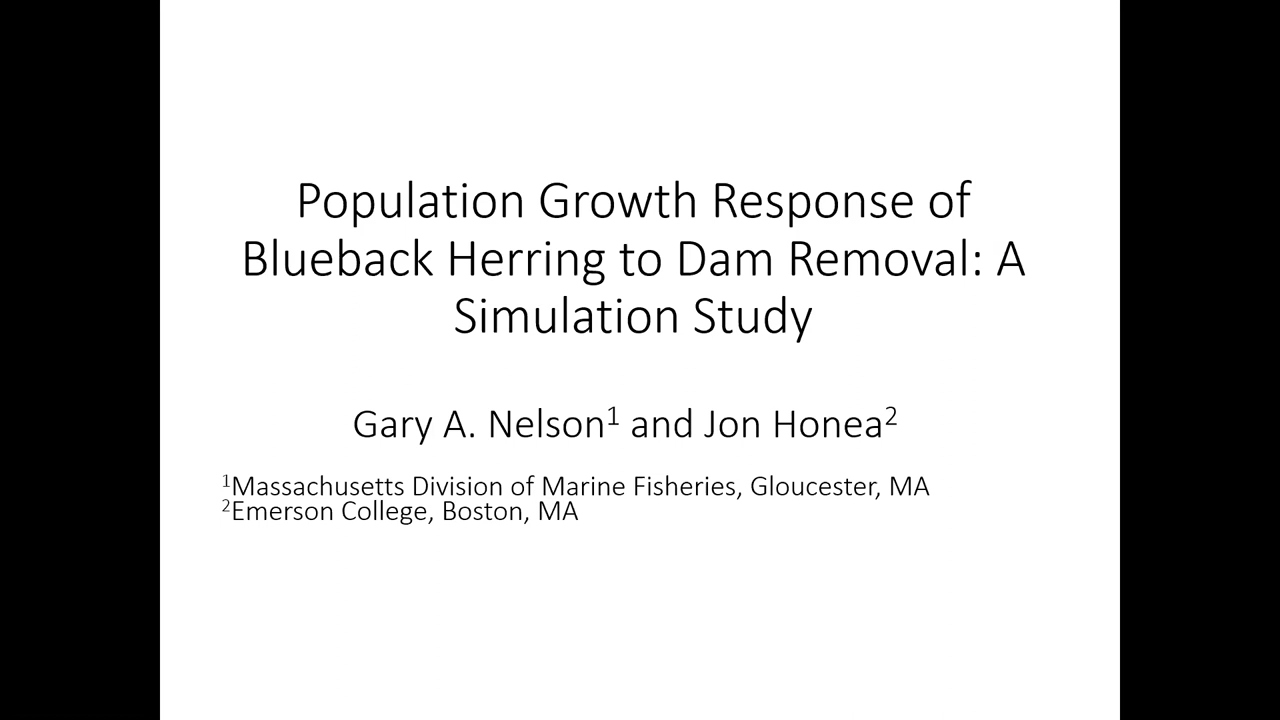 Population Growth Response of
Blueback Herring to Dam Removal: A
Simulation Study
Gary A. Nelson¹ and Jon Honea²
¹Massachusetts Division of Marine Fisheries, Gloucester, MA
²Emerson College, Boston, MA